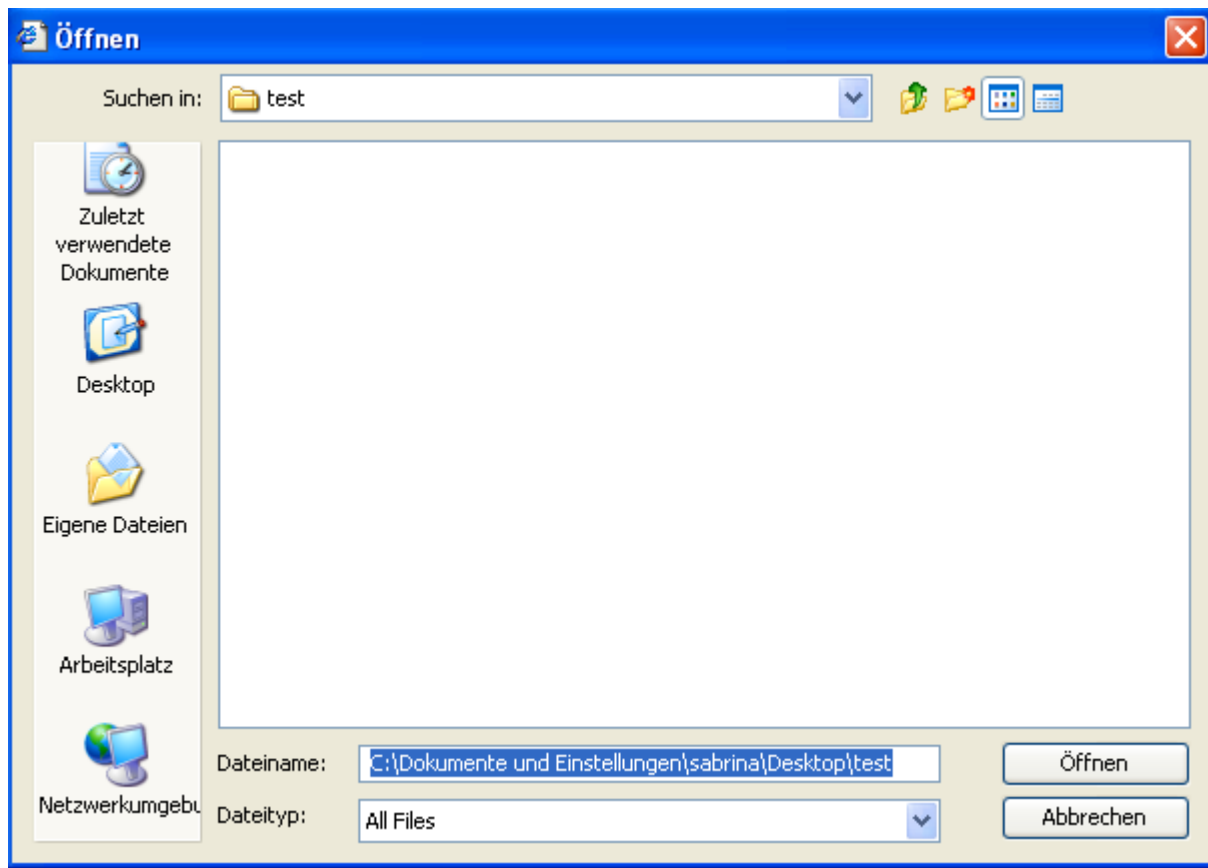 Öffnen
Suchen in:
test
Zuletzt
verwendete
Dokumente
Desktop
Eigene Dateien
Arbeitsplatz
Netzwerkumgebu
Dateiname:
C:\Dokumente und Einstellungen\sabrina\Desktop\test
Öffnen
Dateityp:
All Files
Abbrechen